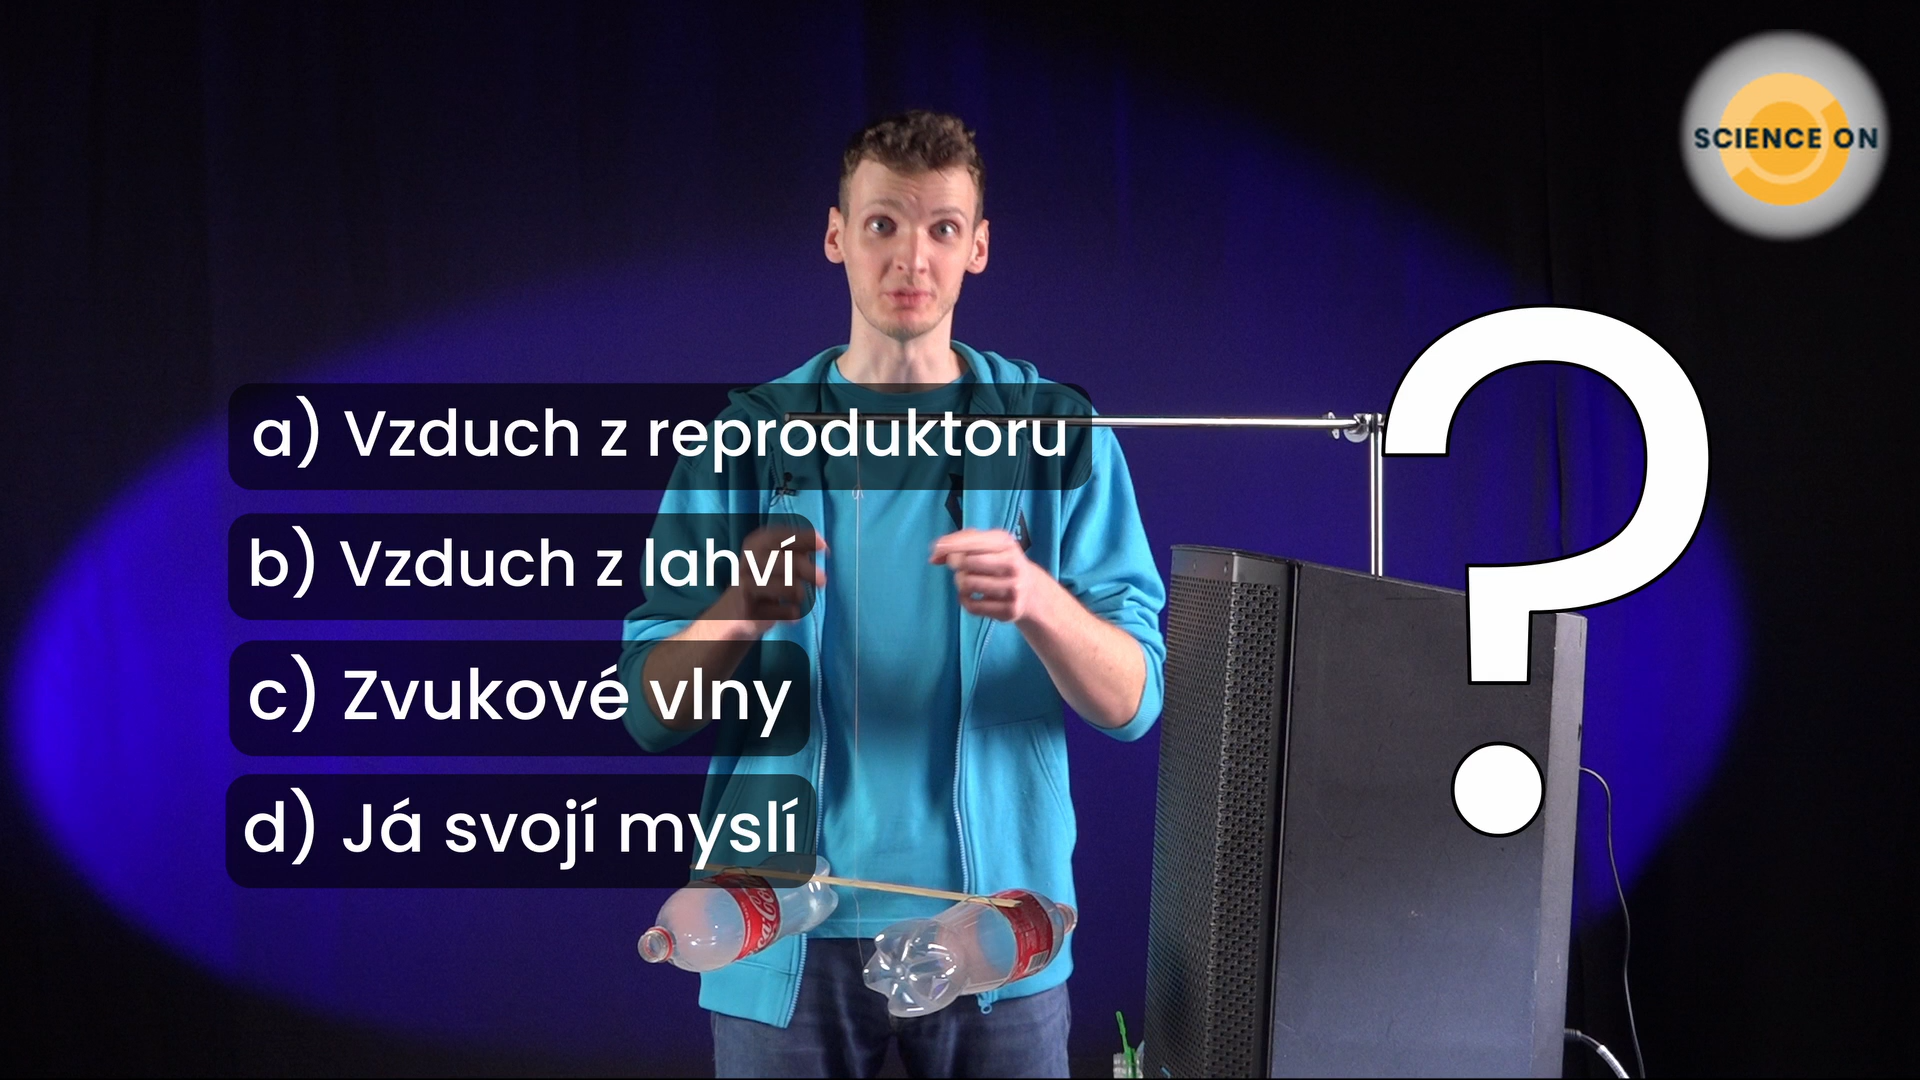 SCIENCE ON
a) Vzduch z reproduktoru
b) Vzduch z lahví
c) Zvukové vlny
d) Já svojí myslí